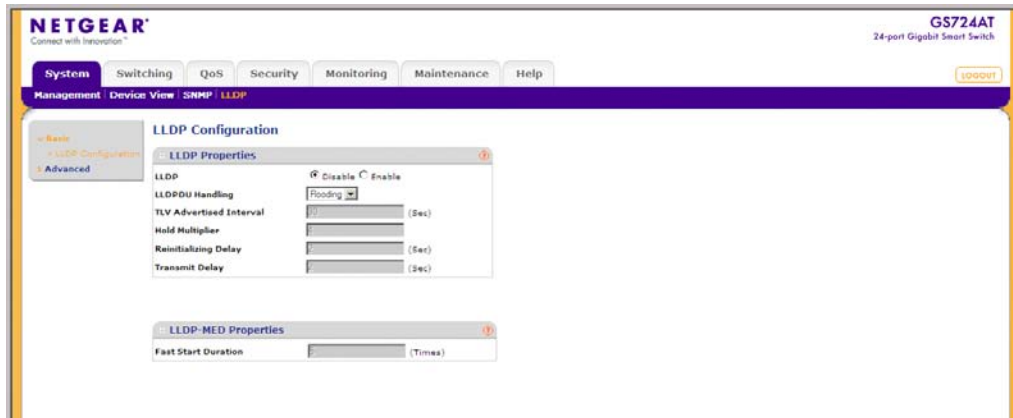 NETGEAR®
Connect with Innovation™
GS724AT
24-port Gigabit Smart Switch
System Switching QoS Security Monitoring Maintenance Help
LOGOUT
Management Device View SNMP LLDP
Basic
LLDP Configuration
Advanced
LLDP Configuration
LLDP Properties
LLDP Disable Enable
LLDPDU Handling Flooding
TLV Advertised Interval (Sec)
Hold Multiplier
Reinitializing Delay (Sec)
Transmit Delay (Sec)
LLDP-MED Properties
Fast Start Duration (Times)